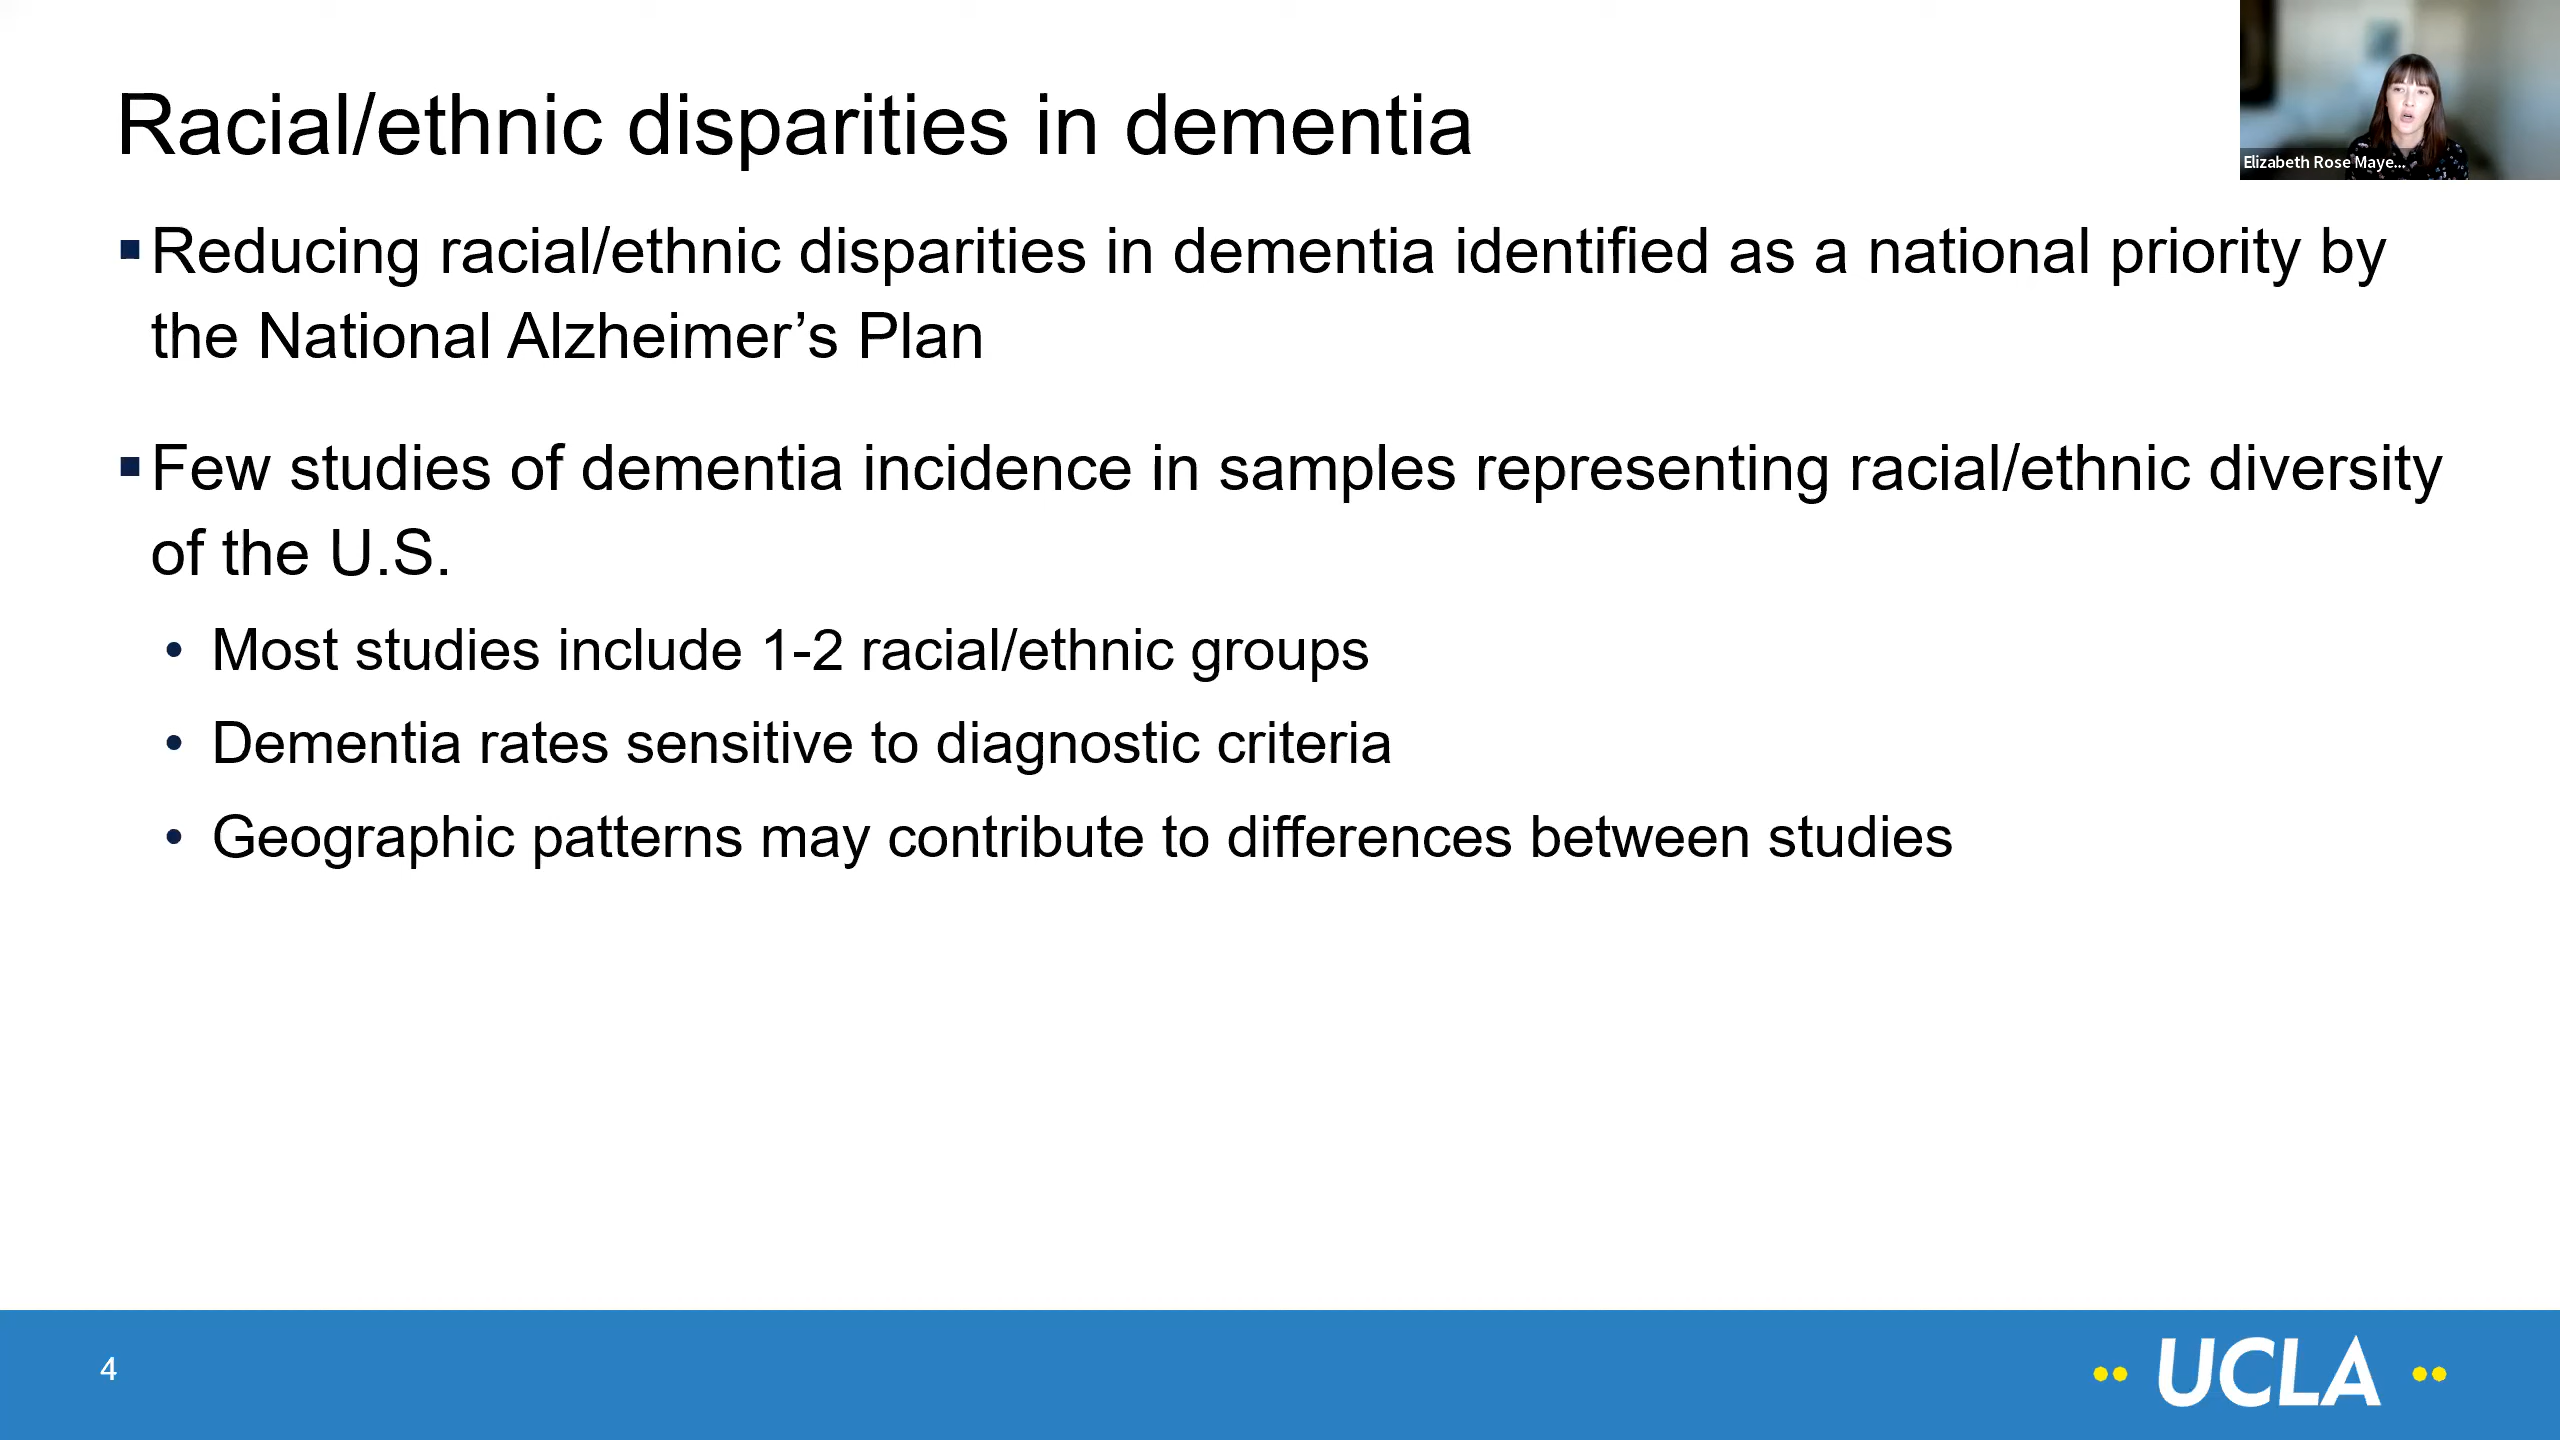 Racial/ethnic disparities in dementia
Elizabeth Rose Maye...
▪Reducing racial/ethnic disparities in dementia identified as a national priority by
the National Alzheimer’s Plan
▪Few studies of dementia incidence in samples representing racial/ethnic diversity
of the U.S.
• Most studies include 1-2 racial/ethnic groups
• Dementia rates sensitive to diagnostic criteria
• Geographic patterns may contribute to differences between studies
4
UCLA